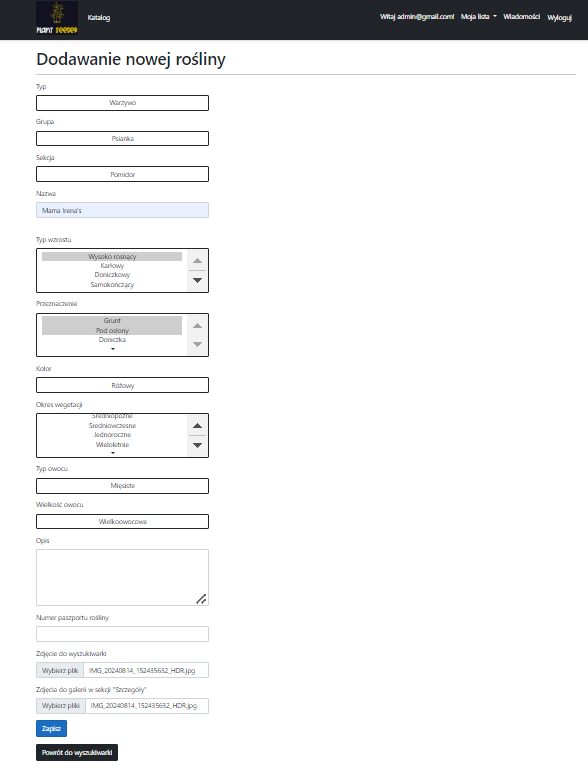 PLANT SEEDER
Katalog
Witaj admin@gmail.com! Moja lista Wiadomości Wyloguj
Dodawanie nowej rośliny
Typ
Warzywo
Grupa
Psianka
Sekcja
Pomidor
Nazwa
Mama Irena's
Typ wzrostu
Wysoko rosnący
Karłowy
Doniczkowy
Samokończący
Przeznaczenie
Grunt
Pod osłony
Doniczka
Kolor
Różowy
Okres wegetacji
Średniopóźne
Średniowczesne
Jednoroczne
Wieloletnie
Typ owocu
Mięsiste
Wielkość owocu
Wielkoowocowe
Opis
Numer paszportu rośliny
Zdjęcie do wyszukiwarki
Wybierz plik IMG_20240814_152435632_HDR.jpg
Zdjęcia do galerii w sekcji "Szczegóły"
Wybierz pliki IMG_20240814_152435632_HDR.jpg
Zapisz
Powrót do wyszukiwarki